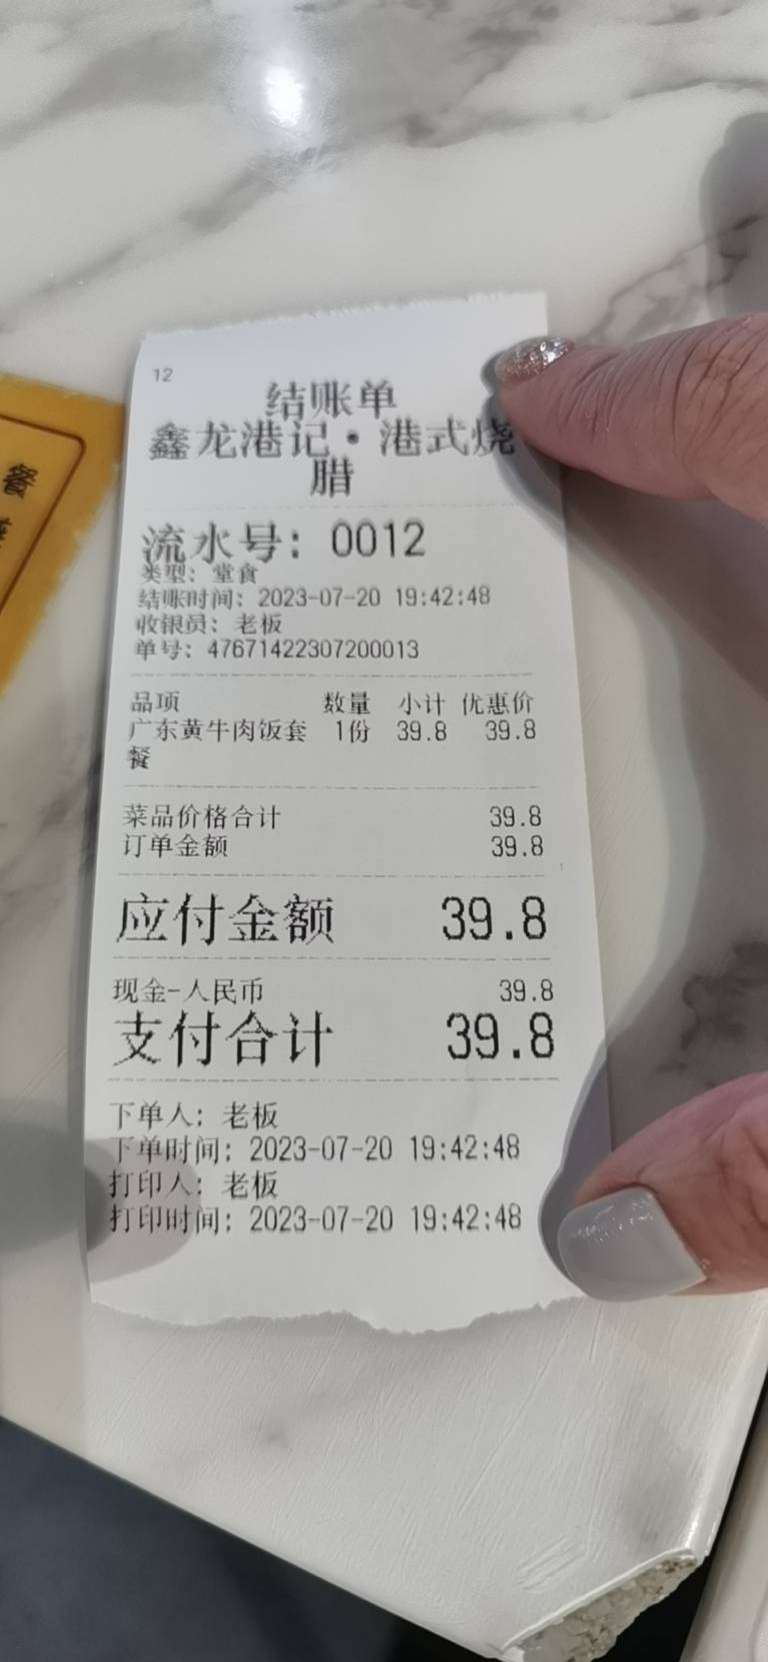 12
结账单
鑫龙港记·港式烧
腊
流水号: 0012
类型: 堂食
结账时间: 2023-07-20 19:42:48
收银员: 老板
单号: 47671422307200013
品项 数量 小计 优惠价
广东黄牛肉饭套 1份 39.8 39.8
餐
菜品价格合计 39.8
订单金额 39.8
应付金额 39.8
现金-人民币 39.8
支付合计 39.8
下单人: 老板
下单时间: 2023-07-20 19:42:48
打印人: 老板
打印时间: 2023-07-20 19:42:48
餐